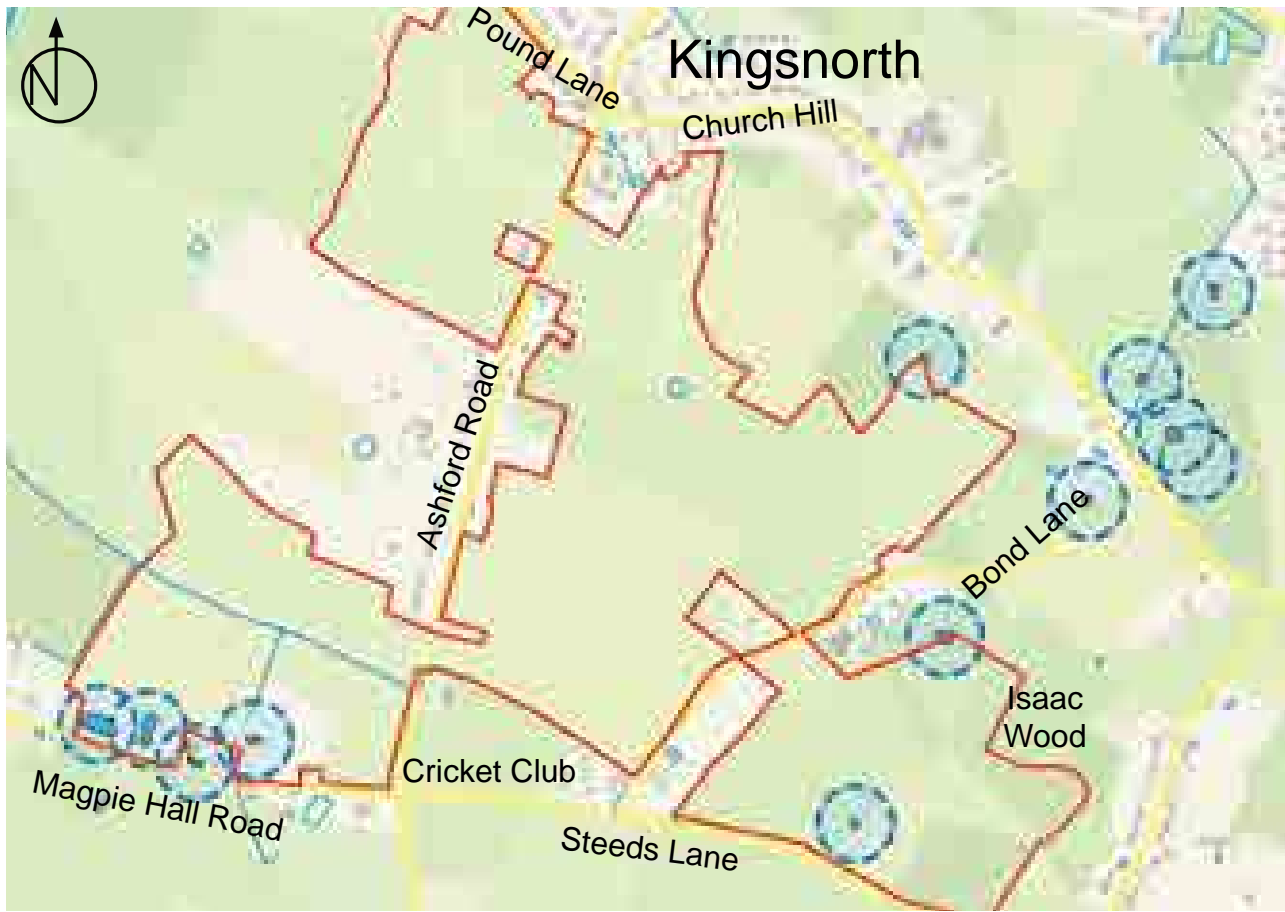 N
Pound Lane
Kingsnorth
Church Hill
Ashford Road
Bond Lane
Isaac
Wood
Cricket Club
Magpie Hall Road
Steeds Lane